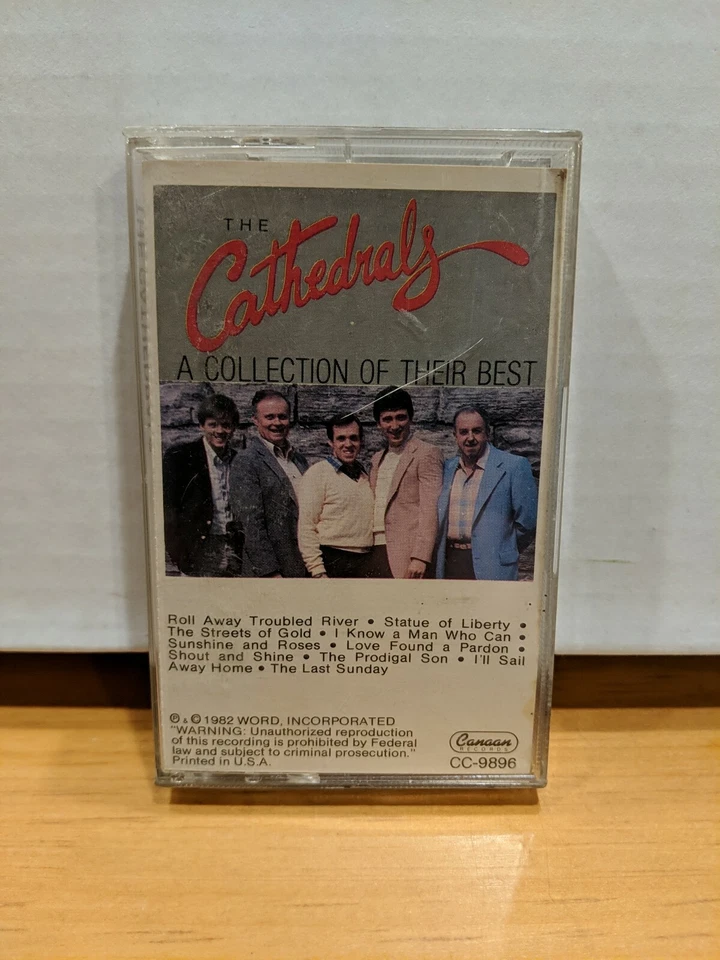 THE
Cathedrals
A COLLECTION OF THEIR BEST
Roll Away Troubled River • Statue of Liberty •
The Streets of Gold • I Know a Man Who Can •
Sunshine and Roses • Love Found a Pardon •
Shout and Shine • The Prodigal Son • I'll Sail
Away Home • The Last Sunday
℗ & © 1982 WORD, INCORPORATED
"WARNING: Unauthorized reproduction
of this recording is prohibited by Federal
law and subject to criminal prosecution."
Printed in U.S.A.
Canaan
RECORDS
CC-9896